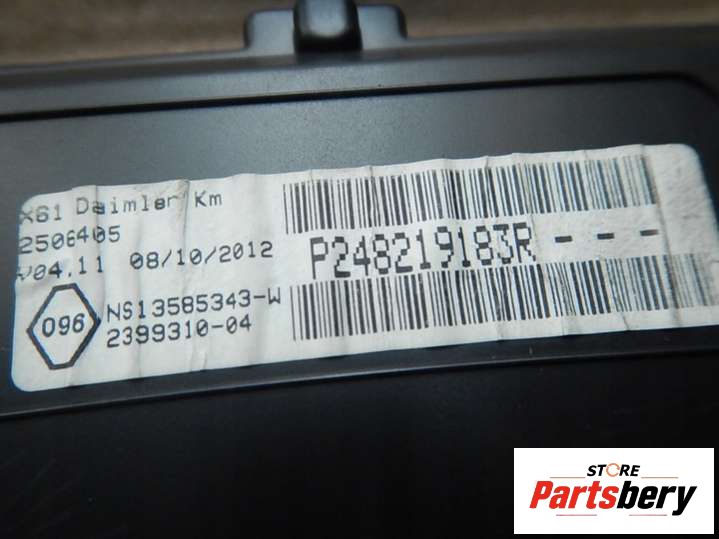 X61 Daimler Km
2506405
V04.11 08/10/2012
096
NS13585343-W
2399310-04
P248219183R - - -
STORE
Partsbery